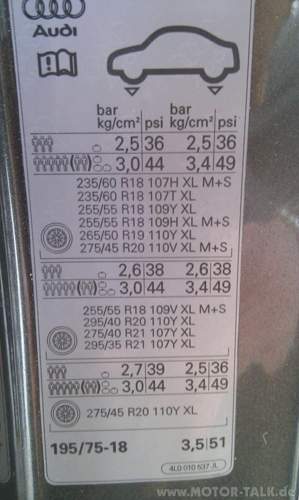 Audi
bar bar
kg/cm² psi kg/cm² psi
2,5 36 2,5 36
3,0 44 3,4 49
235/60 R18 107H XL M+S
235/60 R18 107T XL
255/55 R18 109Y XL
255/55 R18 109H XL M+S
265/50 R19 110Y XL
275/45 R20 110V XL M+S
2,6 38 2,6 38
3,0 44 3,4 49
255/55 R18 109V XL M+S
295/40 R20 110Y XL
275/40 R21 107Y XL
295/35 R21 107Y XL
2,7 39 2,5 36
3,0 44 3,4 49
275/45 R20 110Y XL
195/75-18 3,5 51
4L0 010 537 JL
www.MOTOR-TALK.de